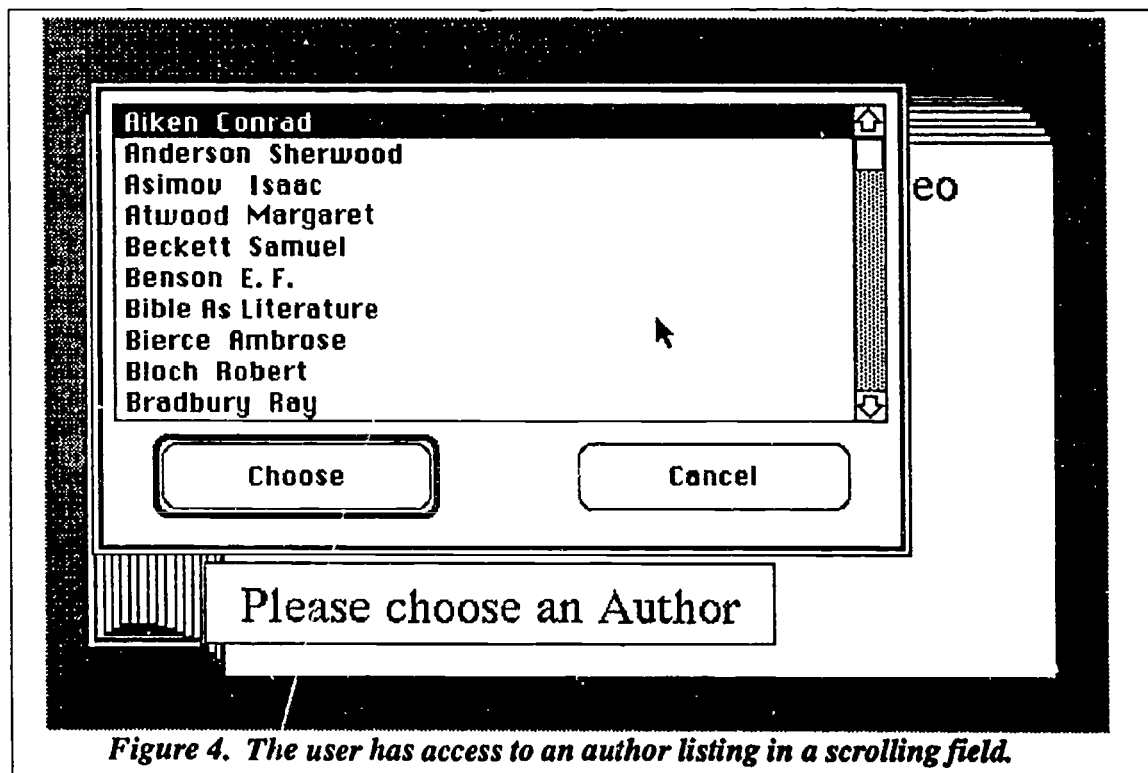 Aiken Conrad
Anderson Sherwood
Asimov Isaac
Atwood Margaret
Beckett Samuel
Benson E. F.
Bible As Literature
Bierce Ambrose
Bloch Robert
Bradbury Ray
eo
Choose
Cancel
Please choose an Author
Figure 4. The user has access to an author listing in a scrolling field.